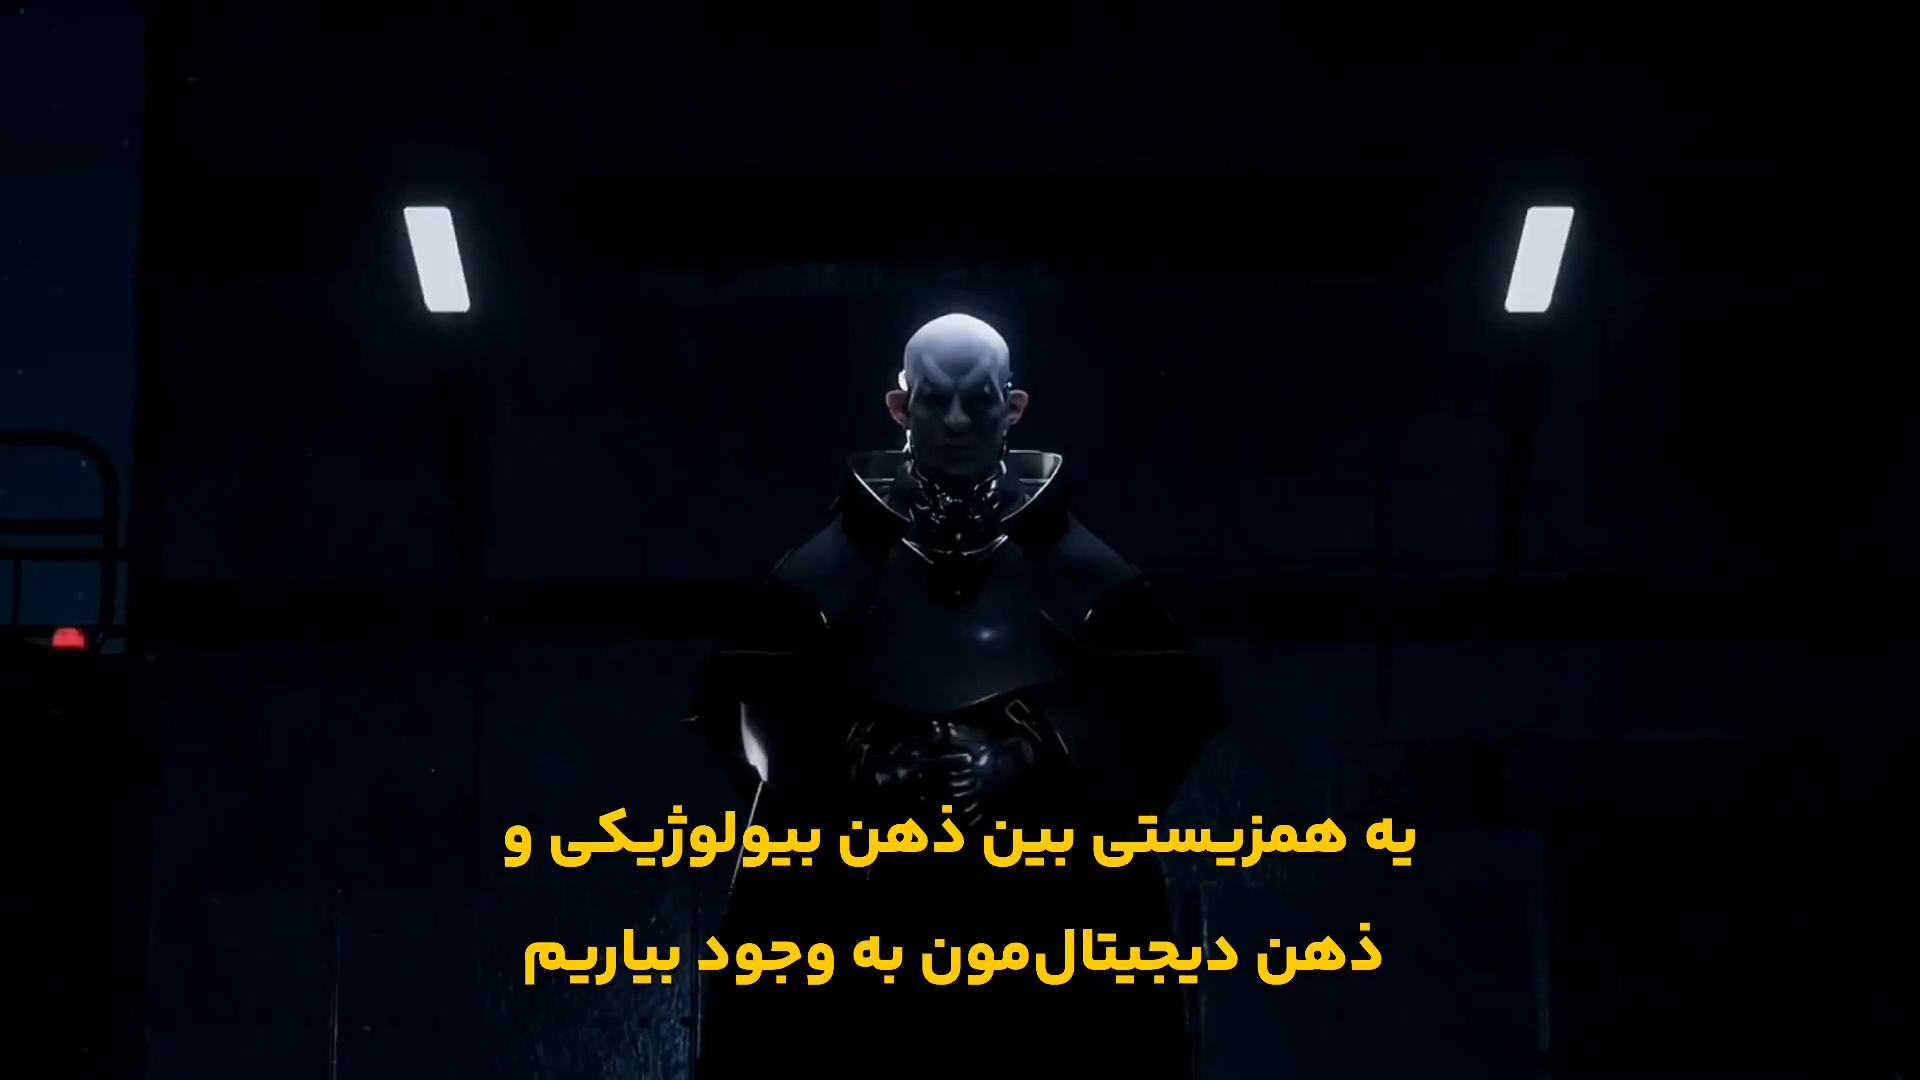 یه همزیستی بین ذهن بیولوژیکی و
ذهن دیجیتال‌مون به وجود بیاریم